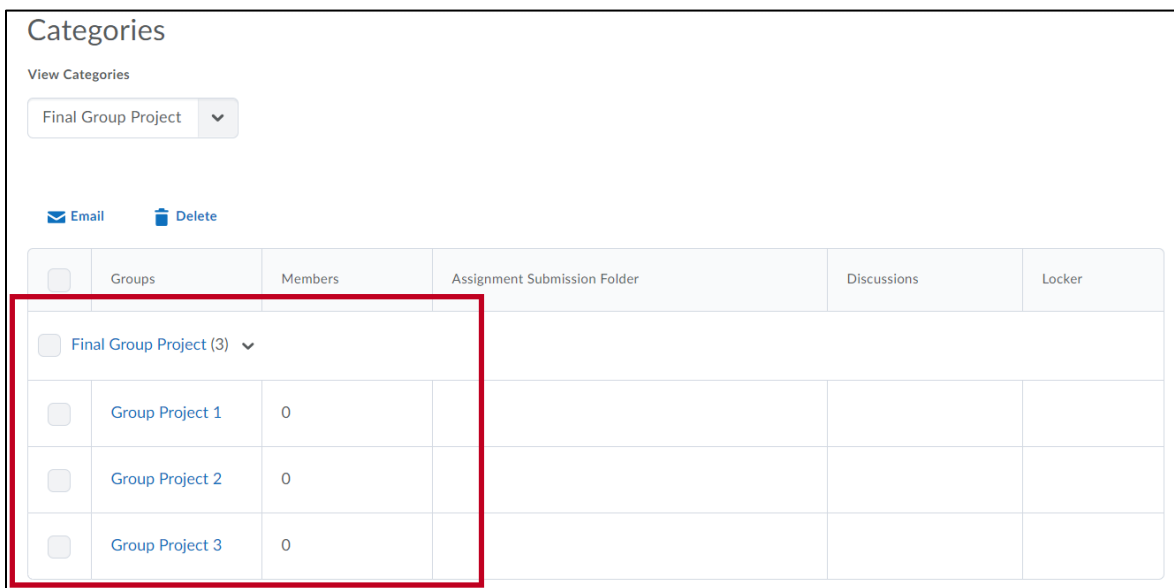 Categories
View Categories
Final Group Project
Email Delete
Groups Members Assignment Submission Folder Discussions Locker
Final Group Project (3)
Group Project 1 0
Group Project 2 0
Group Project 3 0